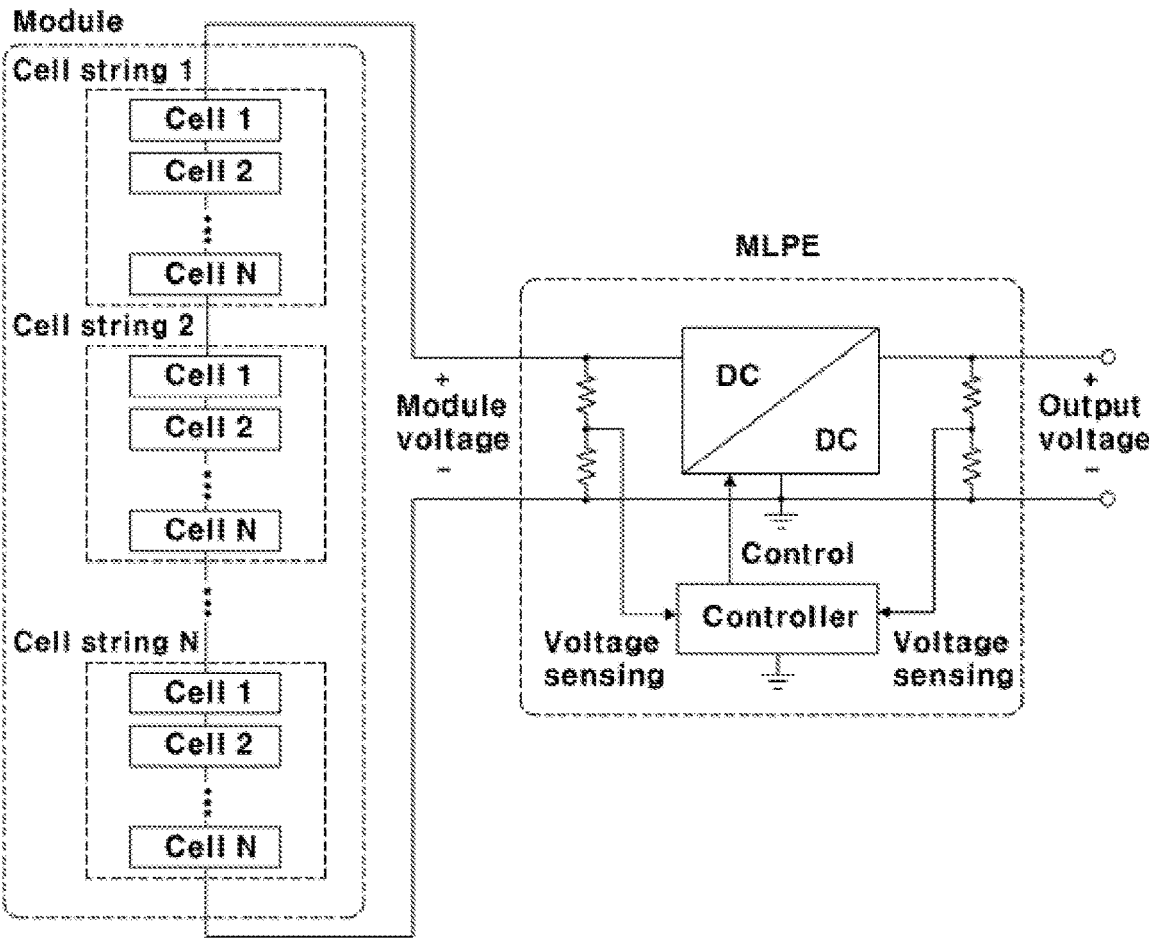 Module
Cell string 1
Cell 1
Cell 2
Cell N
Cell string 2
Cell 1
Cell 2
Cell N
Cell string N
Cell 1
Cell 2
Cell N
+
Module
voltage
-
MLPE
DC
DC
Control
Controller
Voltage
sensing
Voltage
sensing
+
Output
voltage
-